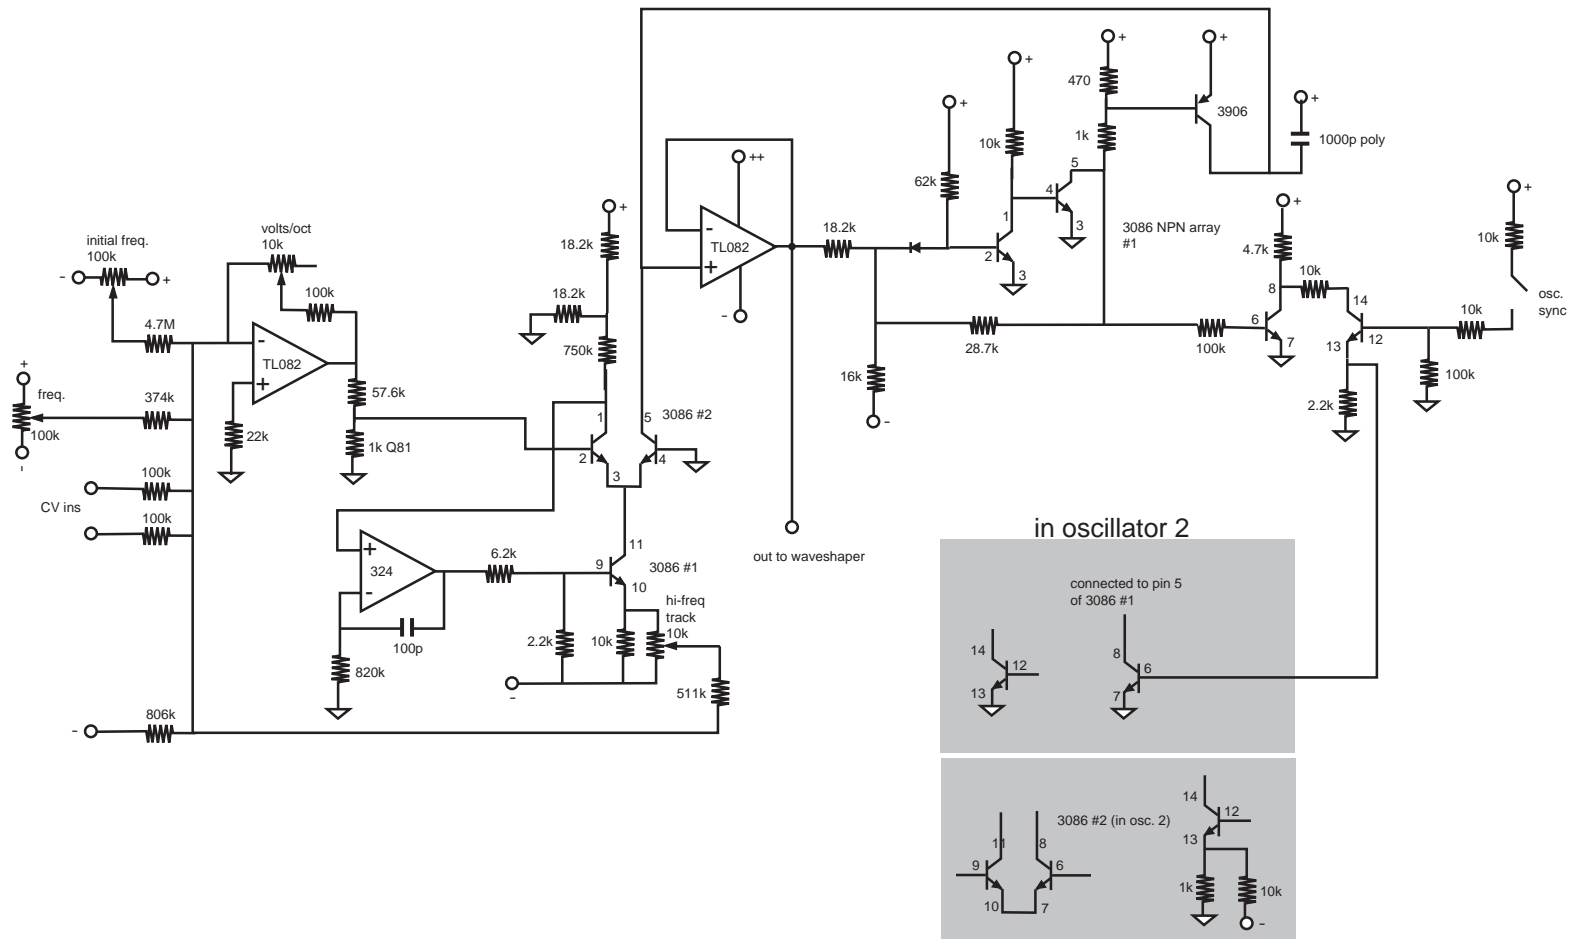 +
+
+
+
470
3906
+
1000p poly
10k
1k
5
++
62k
4
+
+
+
volts/oct
10k
initial freq.
100k
-
+
18.2k
-
TL082
+
18.2k
1
2
3
3
3086 NPN array
#1
4.7k
10k
10k
osc.
sync
100k
18.2k
-
8
14
4.7M
-
TL082
+
750k
28.7k
100k
6
7
13
12
10k
+
freq.
374k
57.6k
16k
2.2k
100k
100k
-
22k
1k Q81
1
5
3086 #2
-
2
4
3
100k
CV ins
100k
in oscillator 2
+
324
-
6.2k
11
9
3086 #1
10
out to waveshaper
connected to pin 5
of 3086 #1
hi-freq
track
10k
100p
2.2k
10k
14
12
13
8
6
7
820k
-
511k
806k
-
14
12
3086 #2 (in osc. 2)
13
11
8
9
6
10
7
1k
10k
-